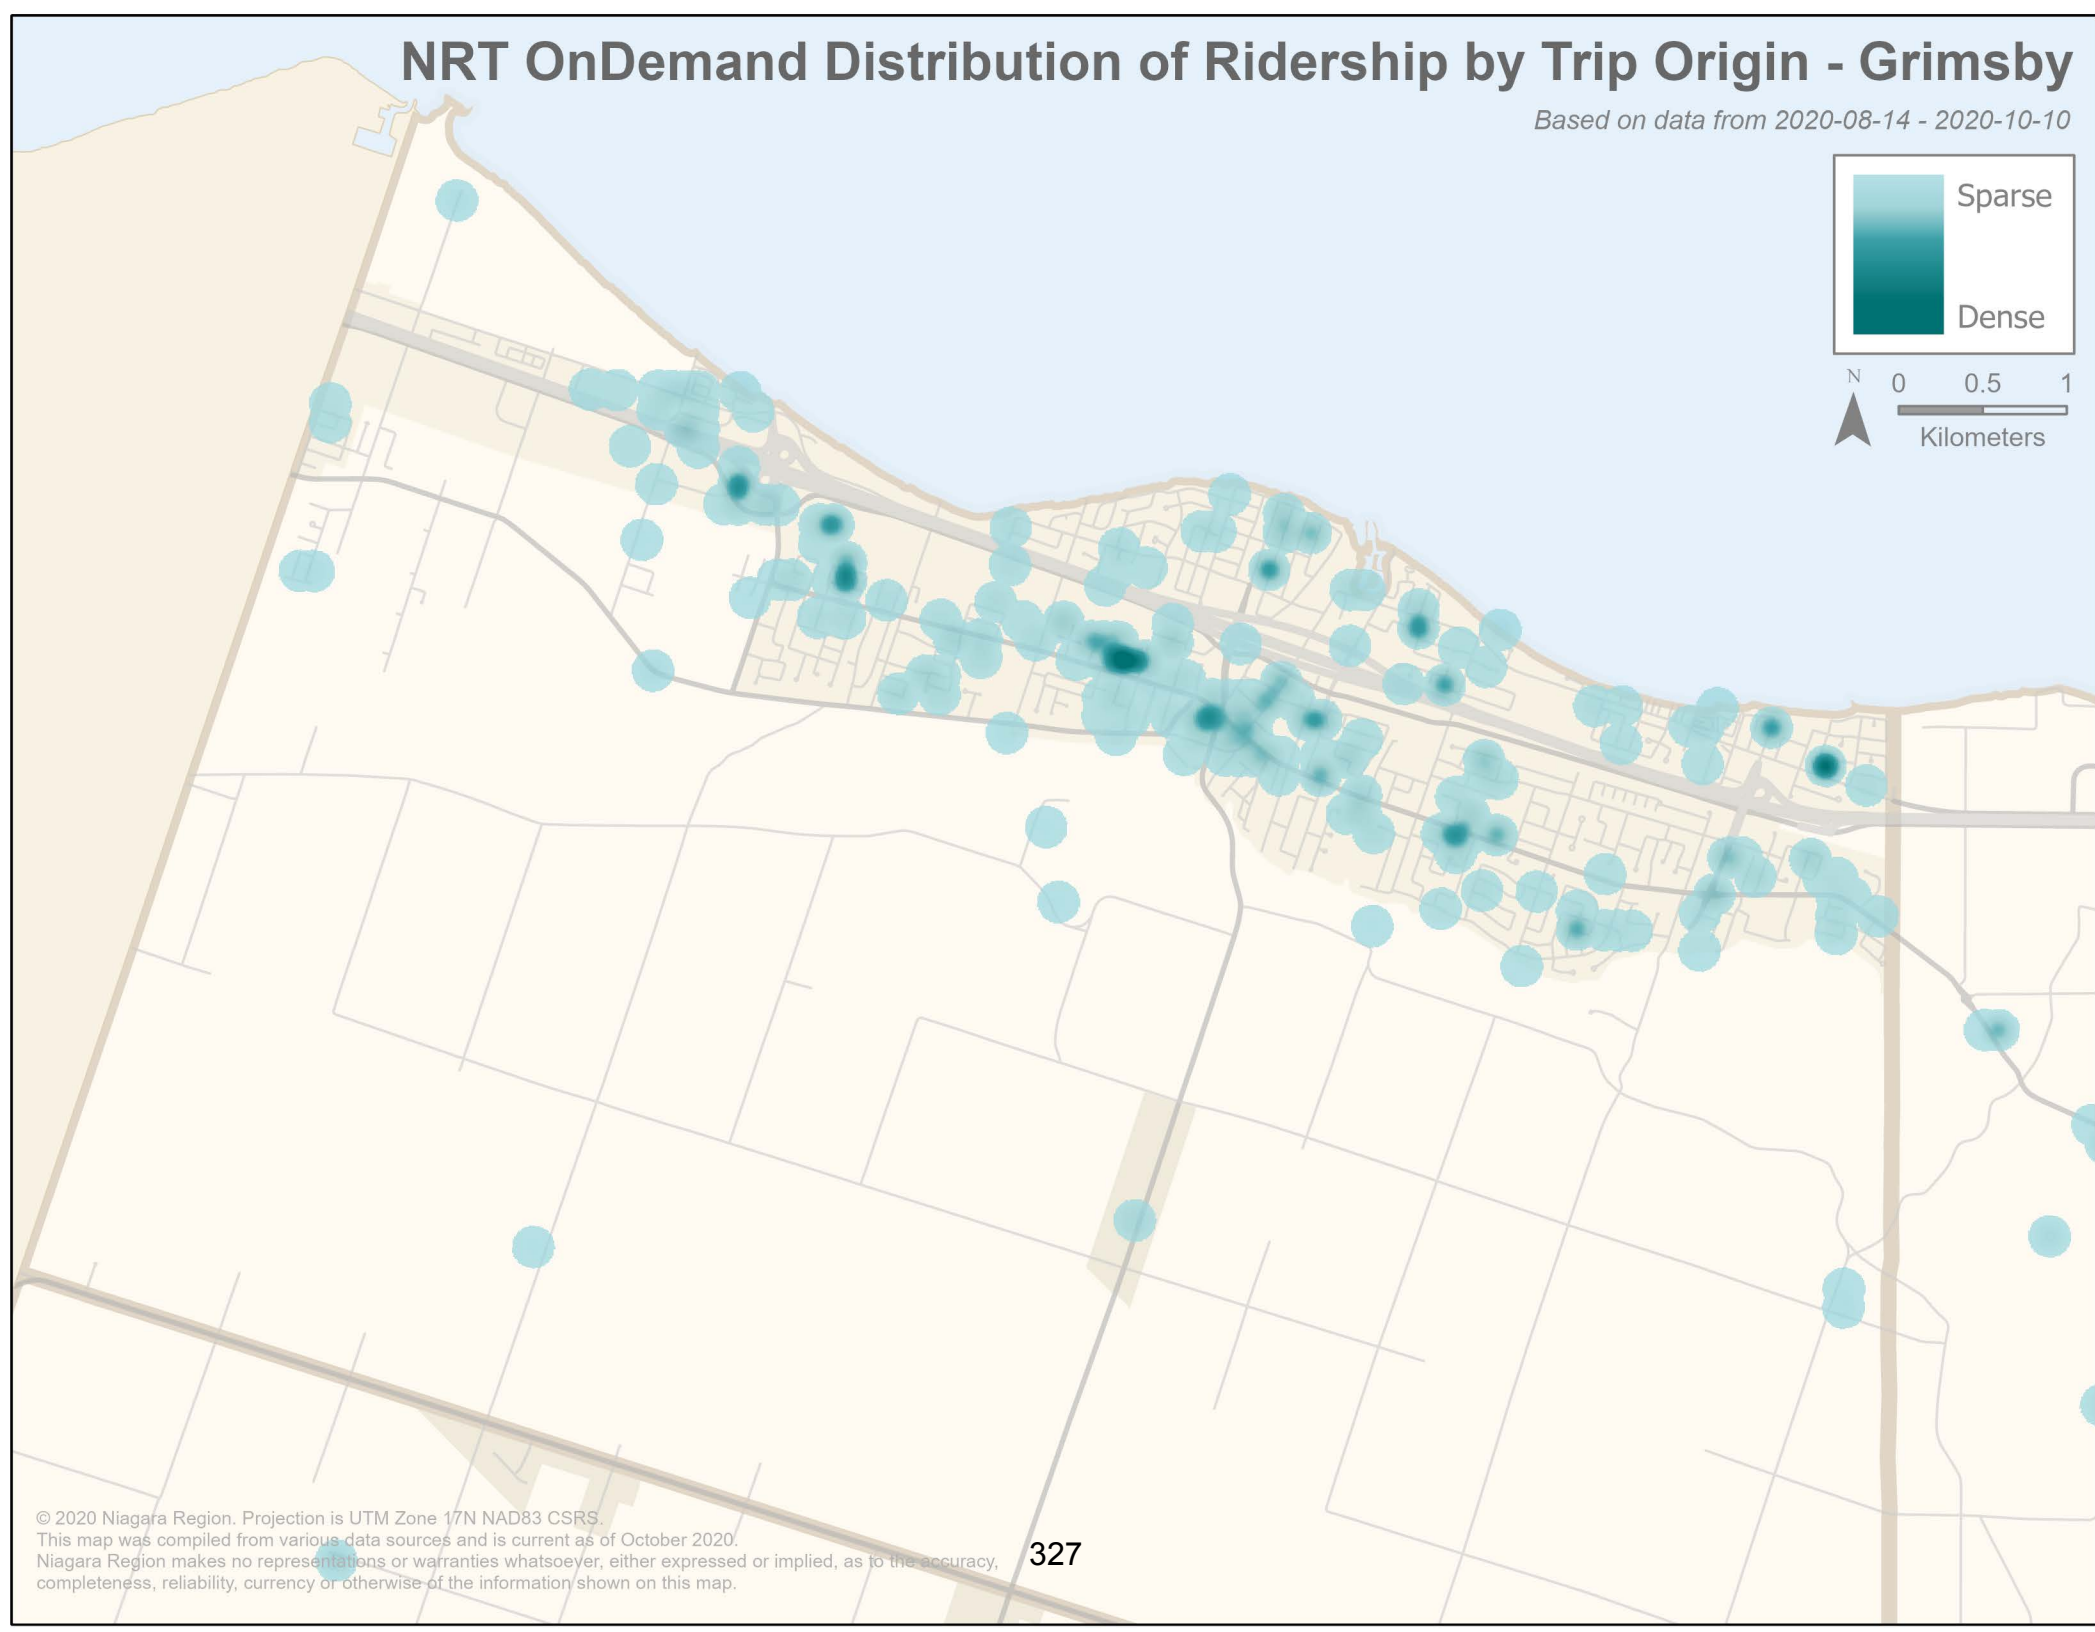 NRT OnDemand Distribution of Ridership by Trip Origin - Grimsby
Based on data from 2020-08-14 - 2020-10-10
Sparse
Dense
N
0 0.5 1
Kilometers
© 2020 Niagara Region. Projection is UTM Zone 17N NAD83 CSRS.
This map was compiled from various data sources and is current as of October 2020.
Niagara Region makes no representations or warranties whatsoever, either expressed or implied, as to the accuracy,
completeness, reliability, currency or otherwise of the information shown on this map.
327